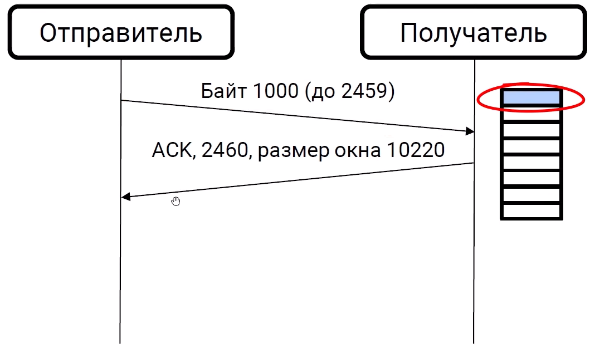 Отправитель
Получатель
Байт 1000 (до 2459)
ACK, 2460, размер окна 10220